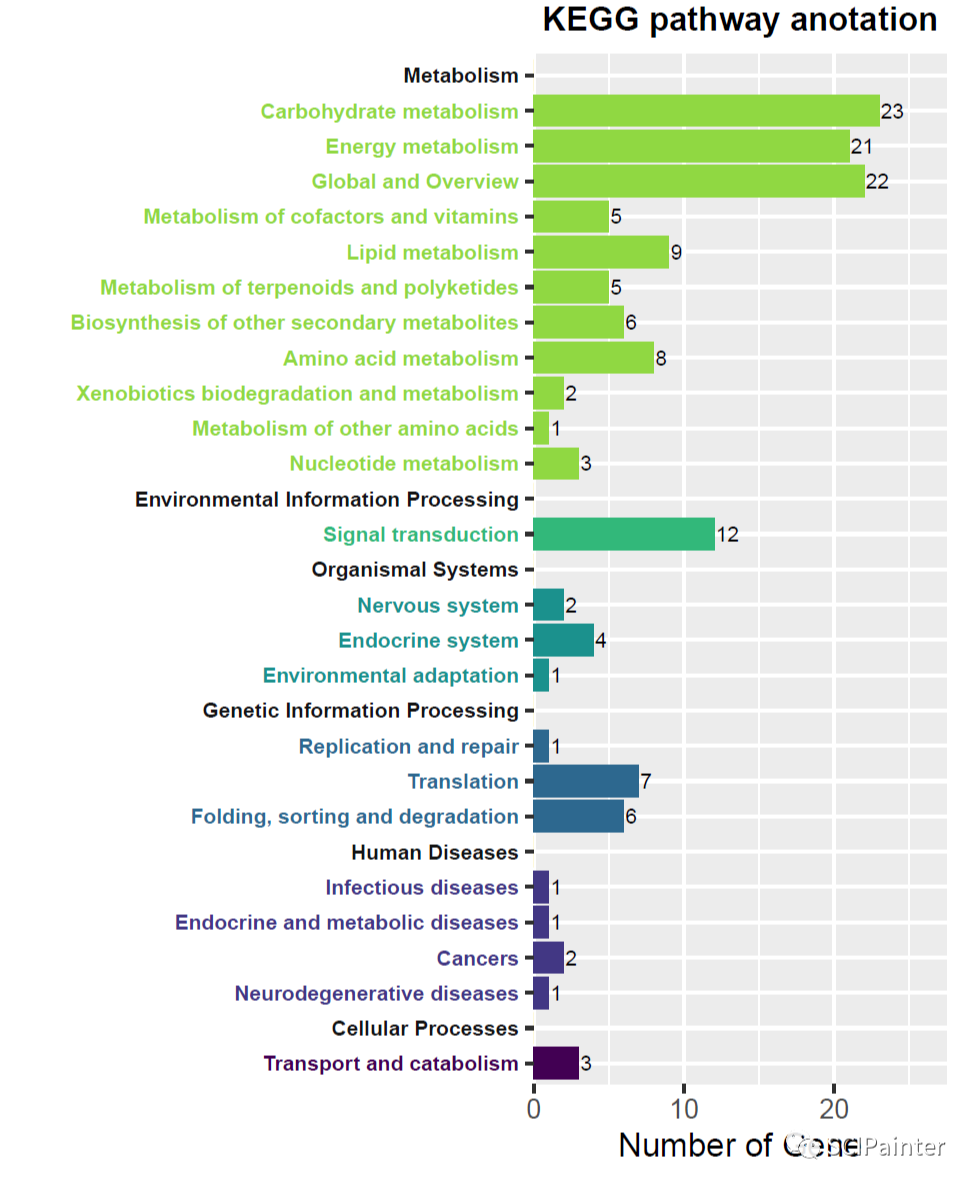 KEGG pathway anotation
Metabolism
Carbohydrate metabolism 23
Energy metabolism 21
Global and Overview 22
Metabolism of cofactors and vitamins 5
Lipid metabolism 9
Metabolism of terpenoids and polyketides 5
Biosynthesis of other secondary metabolites 6
Amino acid metabolism 8
Xenobiotics biodegradation and metabolism 2
Metabolism of other amino acids 1
Nucleotide metabolism 3
Environmental Information Processing
Signal transduction 12
Organismal Systems
Nervous system 2
Endocrine system 4
Environmental adaptation 1
Genetic Information Processing
Replication and repair 1
Translation 7
Folding, sorting and degradation 6
Human Diseases
Infectious diseases 1
Endocrine and metabolic diseases 1
Cancers 2
Neurodegenerative diseases 1
Cellular Processes
Transport and catabolism 3
0 10 20
Number of Gene
SCIPainter